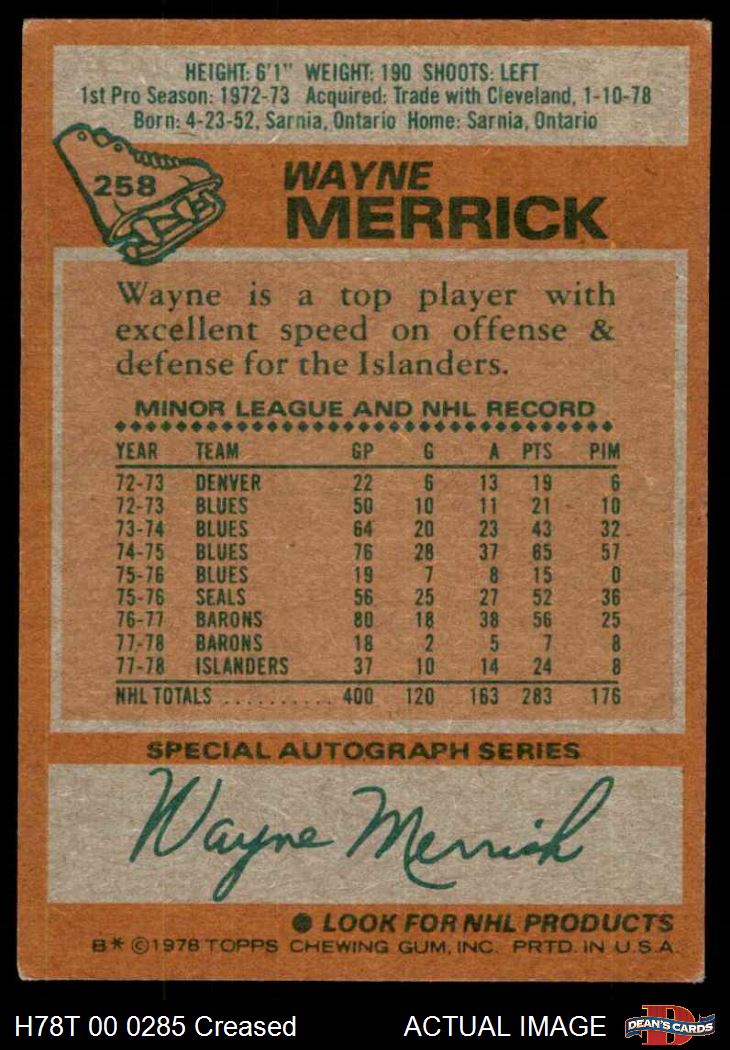 HEIGHT: 6'1" WEIGHT: 190 SHOOTS: LEFT
1st Pro Season: 1972-73 Acquired: Trade with Cleveland, 1-10-78
Born: 4-23-52, Sarnia, Ontario Home: Sarnia, Ontario
258
WAYNE
MERRICK
Wayne is a top player with
excellent speed on offense &
defense for the Islanders.
MINOR LEAGUE AND NHL RECORD
YEAR TEAM GP G A PTS PIM
72-73 DENVER 22 6 13 19 6
72-73 BLUES 50 10 11 21 10
73-74 BLUES 64 20 23 43 32
74-75 BLUES 76 28 37 65 57
75-76 BLUES 19 7 8 15 0
75-76 SEALS 56 25 27 52 36
76-77 BARONS 80 18 38 56 25
77-78 BARONS 18 2 5 7 8
77-78 ISLANDERS 37 10 14 24 8
NHL TOTALS .......... 400 120 163 283 176
SPECIAL AUTOGRAPH SERIES
Wayne Merrick
● LOOK FOR NHL PRODUCTS
B* ©1978 TOPPS CHEWING GUM, INC. PRTD. IN U.S.A.
H78T 00 0285 Creased ACTUAL IMAGE
D
DEAN'S CARDS